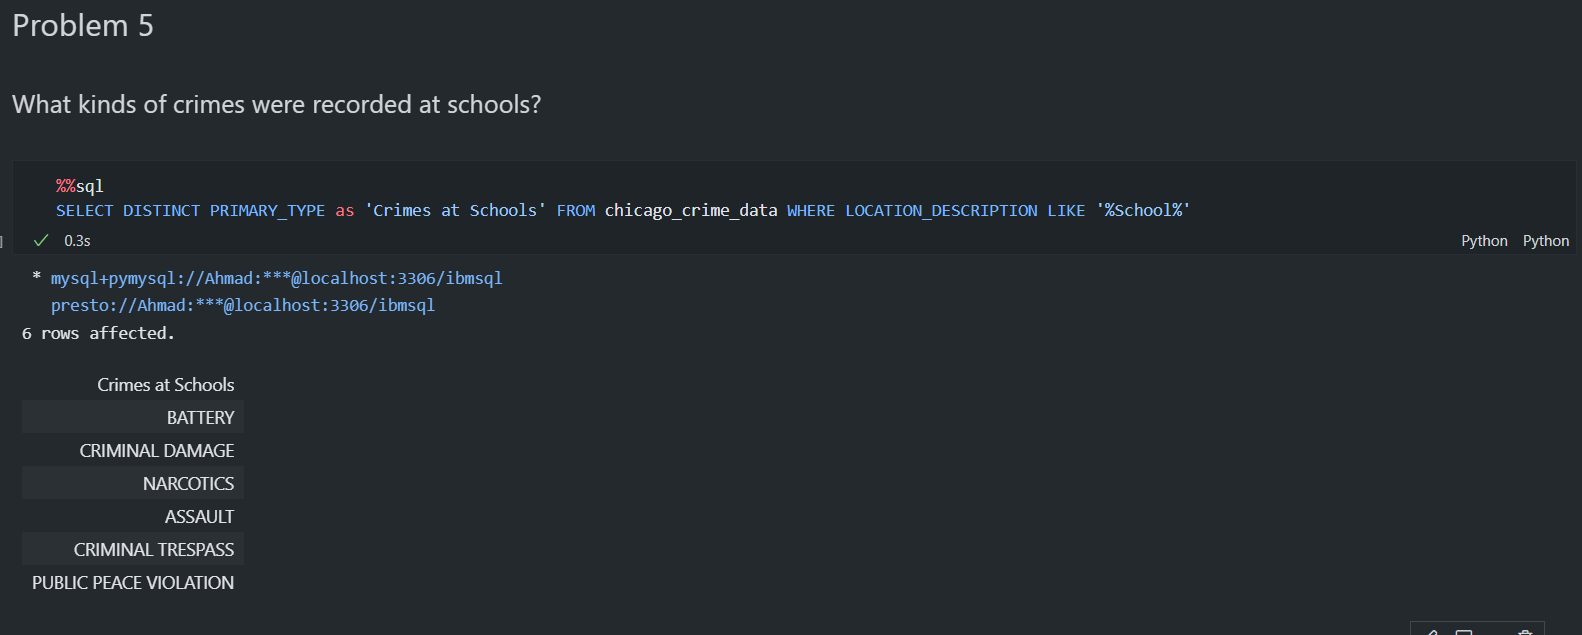 Problem 5
What kinds of crimes were recorded at schools?
%%sql
SELECT DISTINCT PRIMARY_TYPE as 'Crimes at Schools' FROM chicago_crime_data WHERE LOCATION_DESCRIPTION LIKE '%School%'
] 0.3s Python Python
* mysql+pymysql://Ahmad:***@localhost:3306/ibmsql
presto://Ahmad:***@localhost:3306/ibmsql
6 rows affected.
Crimes at Schools
BATTERY
CRIMINAL DAMAGE
NARCOTICS
ASSAULT
CRIMINAL TRESPASS
PUBLIC PEACE VIOLATION